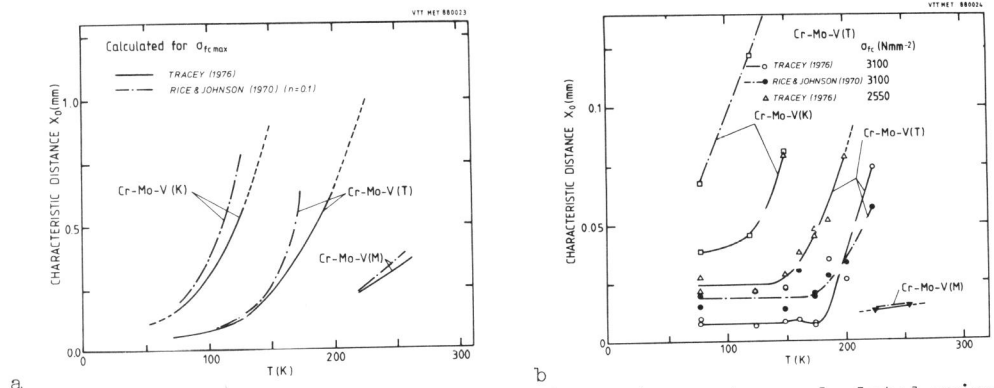 VTT MET 880023
Calculated for σfc max
TRACEY (1976)
RICE & JOHNSON (1970) (n=0.1)
CHARACTERISTIC DISTANCE X0(mm)
1.0
0.5
0.0
Cr-Mo-V(K)
Cr-Mo-V(T)
Cr-Mo-V(M)
0 100 200 300
T(K)
a
VTT MET 880024
Cr-Mo-V(T)
σfc (Nmm-2)
TRACEY (1976) 3100
RICE & JOHNSON (1970) 3100
TRACEY (1976) 2550
CHARACTERISTIC DISTANCE X0(mm)
0.1
0.05
0
Cr-Mo-V(K)
Cr-Mo-V(T)
Cr-Mo-V(M)
0 100 200 300
T(K)
b